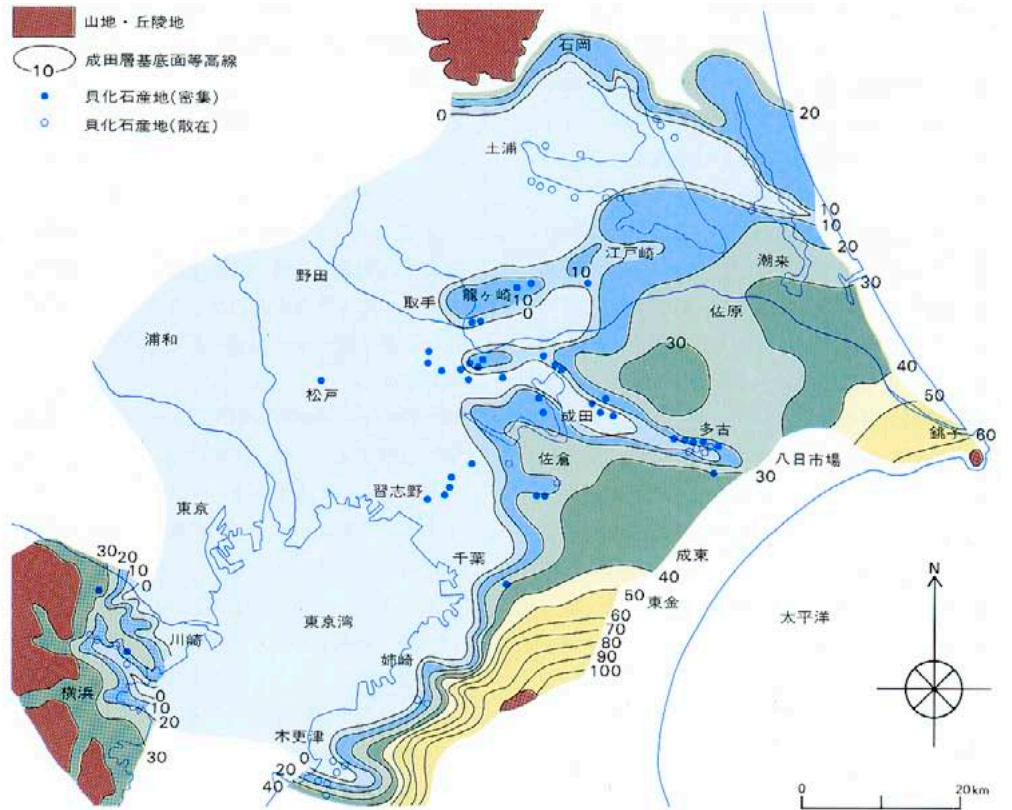 山地・丘陵地
10 成田層基底面等高線
貝化石産地(密集)
貝化石産地(散在)
石岡
0
20
土浦
10
10
20
江戸崎
潮来
野田
10
30
取手
龍ヶ崎
10
0
佐原
浦和
30
松戸
40
50
成田
多古
銚子
60
佐倉
八日市場
30
習志野
東京
千葉
成東
40
30
20
10
0
50
東金
60
70
80
90
100
東京湾
太平洋
川崎
姉崎
横浜
0
10
20
30
木更津
0
20
40
N
0 20km